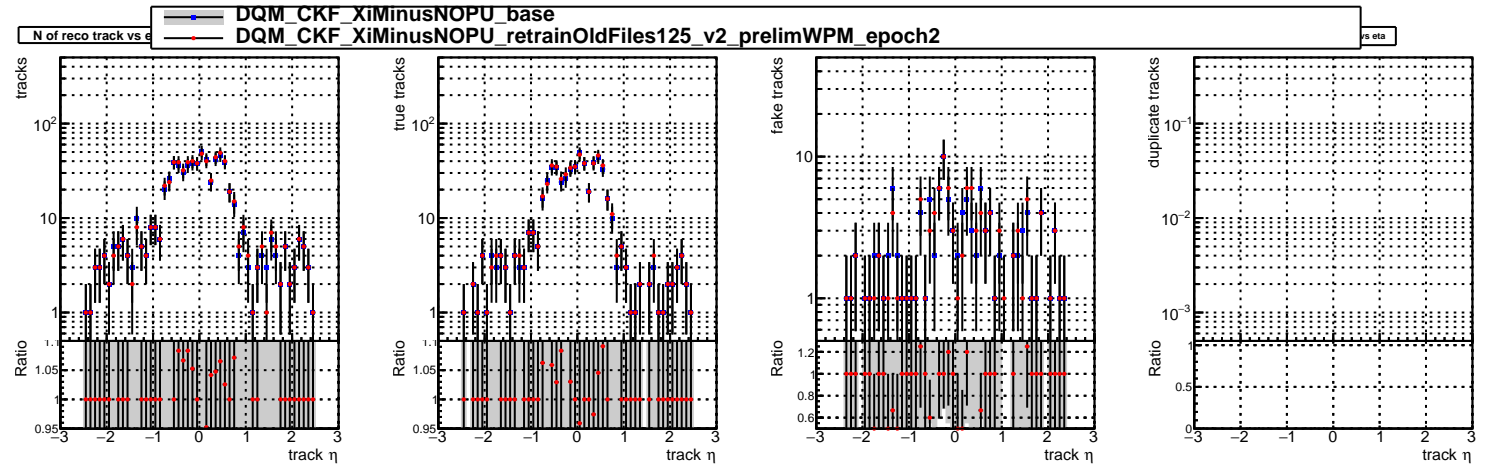 DQM_CKF_XiMinusNOPU_base
DQM_CKF_XiMinusNOPU_retrainOldFiles125_v2_prelimWPM_epoch2
N of reco track vs e
vs eta
tracks
10²
10
1
Ratio
1.1
1.05
1
0.95
−3 −2 −1 0 1 2 3
track η
true tracks
10²
10
1
Ratio
1.05
1
0.95
−3 −2 −1 0 1 2 3
track η
fake tracks
10
1
Ratio
1.2
1
0.8
0.6
−3 −2 −1 0 1 2 3
track η
duplicate tracks
10⁻¹
10⁻²
10⁻³
Ratio
1
0.5
0
−3 −2 −1 0 1 2 3
track η